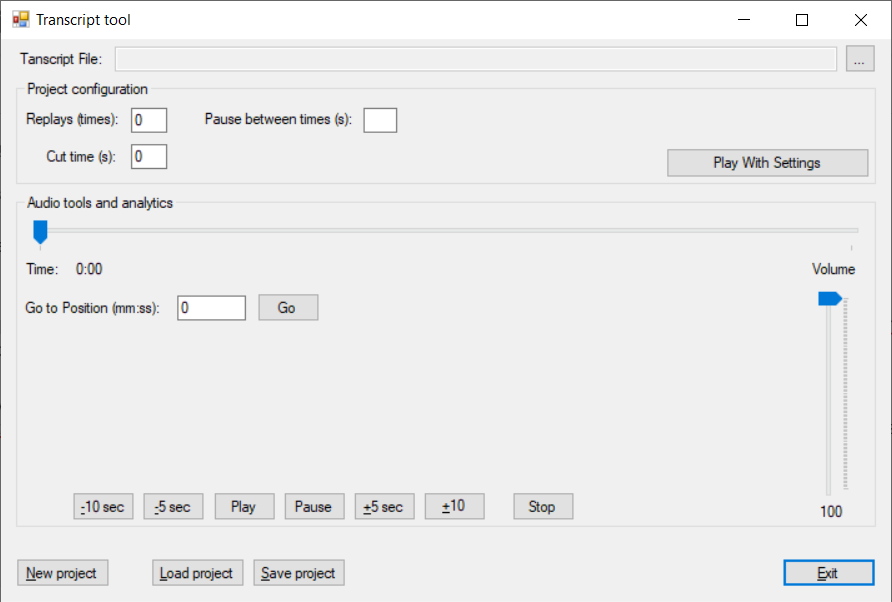 Transcript tool
Tanscript File: ...
Project configuration
Replays (times): 0 Pause between times (s):
Cut time (s): 0 Play With Settings
Audio tools and analytics
Time: 0:00 Volume
Go to Position (mm:ss): 0 Go
-10 sec -5 sec Play Pause +5 sec +10 Stop
100
New project Load project Save project Exit